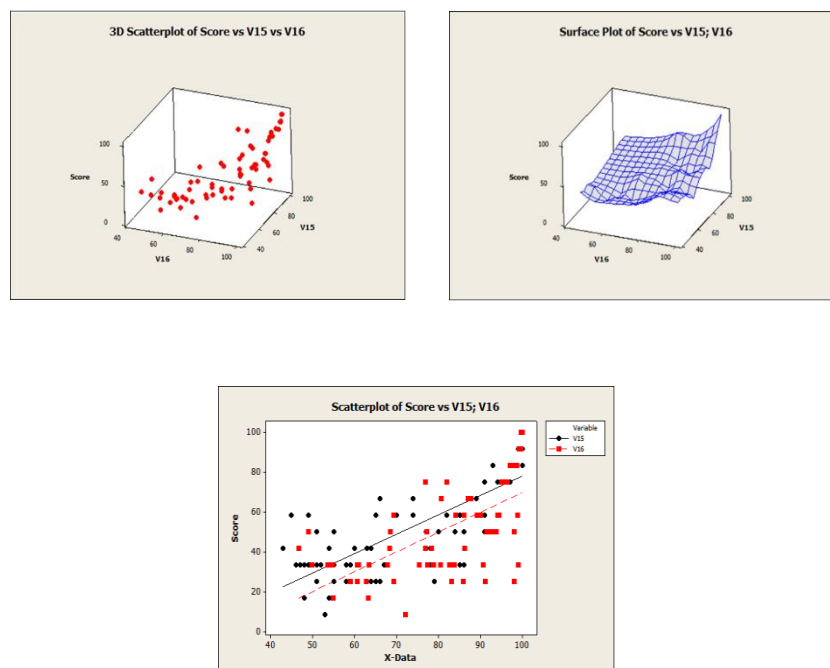 3D Scatterplot of Score vs V15 vs V16
100
Score
50
0
40
60
80
100
V16
40
60
80
100
V15
Surface Plot of Score vs V15; V16
100
Score
50
0
40
60
80
100
V16
40
60
80
100
V15
Scatterplot of Score vs V15; V16
Variable
V15
V16
100
80
60
40
20
0
Score
40 50 60 70 80 90 100
X-Data